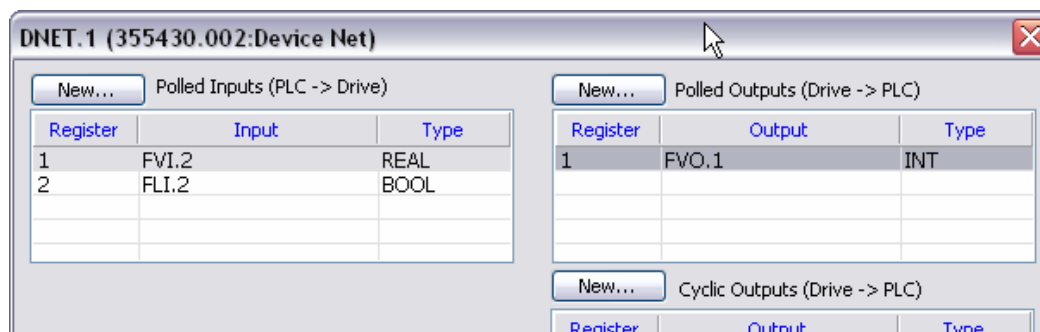 DNET.1 (355430.002:Device Net)
New... Polled Inputs (PLC -> Drive)
Register Input Type
1 FVI.2 REAL
2 FLI.2 BOOL
New... Polled Outputs (Drive -> PLC)
Register Output Type
1 FVO.1 INT
New... Cyclic Outputs (Drive -> PLC)
Register Output Type